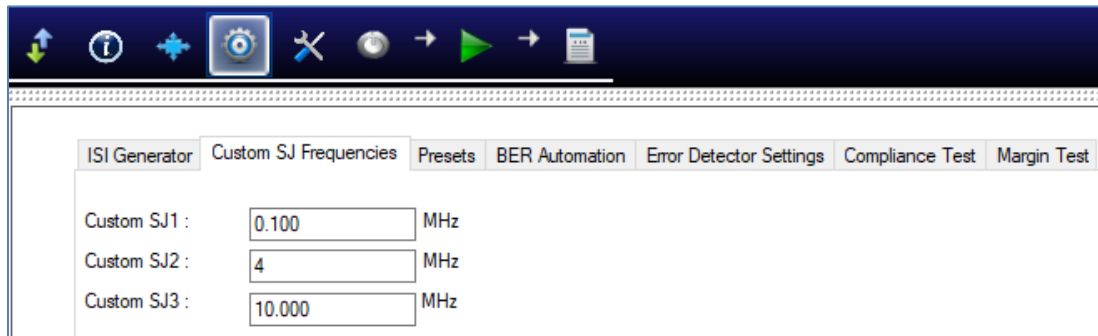 ISI Generator Custom SJ Frequencies Presets BER Automation Error Detector Settings Compliance Test Margin Test
Custom SJ1 : 0.100 MHz
Custom SJ2 : 4 MHz
Custom SJ3 : 10.000 MHz